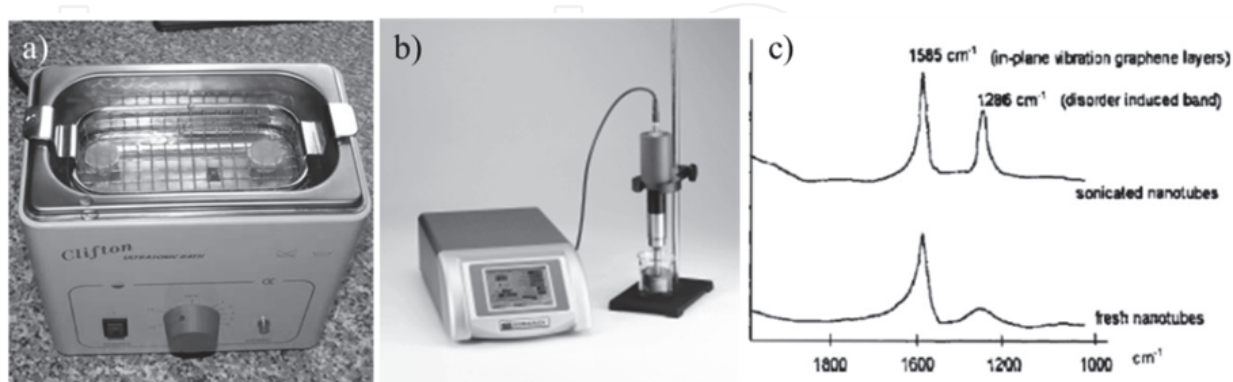 a)
Clifton
ULTRASONIC BATH
CE
b)
c)
1585 cm⁻¹ (in-plane vibration graphene layers)
1286 cm⁻¹ (disorder induced band)
sonicated nanotubes
fresh nanotubes
1800 1600 1200 1000 cm⁻¹